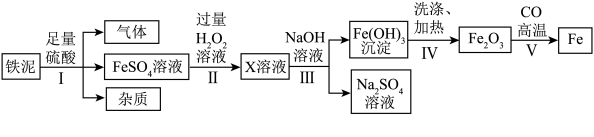 铁泥
足量
硫酸
I
气体
FeSO₄溶液
杂质
过量
H₂O₂
溶液
II
X溶液
NaOH
溶液
III
Fe(OH)₃
沉淀
Na₂SO₄
溶液
洗涤、
加热
IV
Fe₂O₃
CO
高温
V
Fe